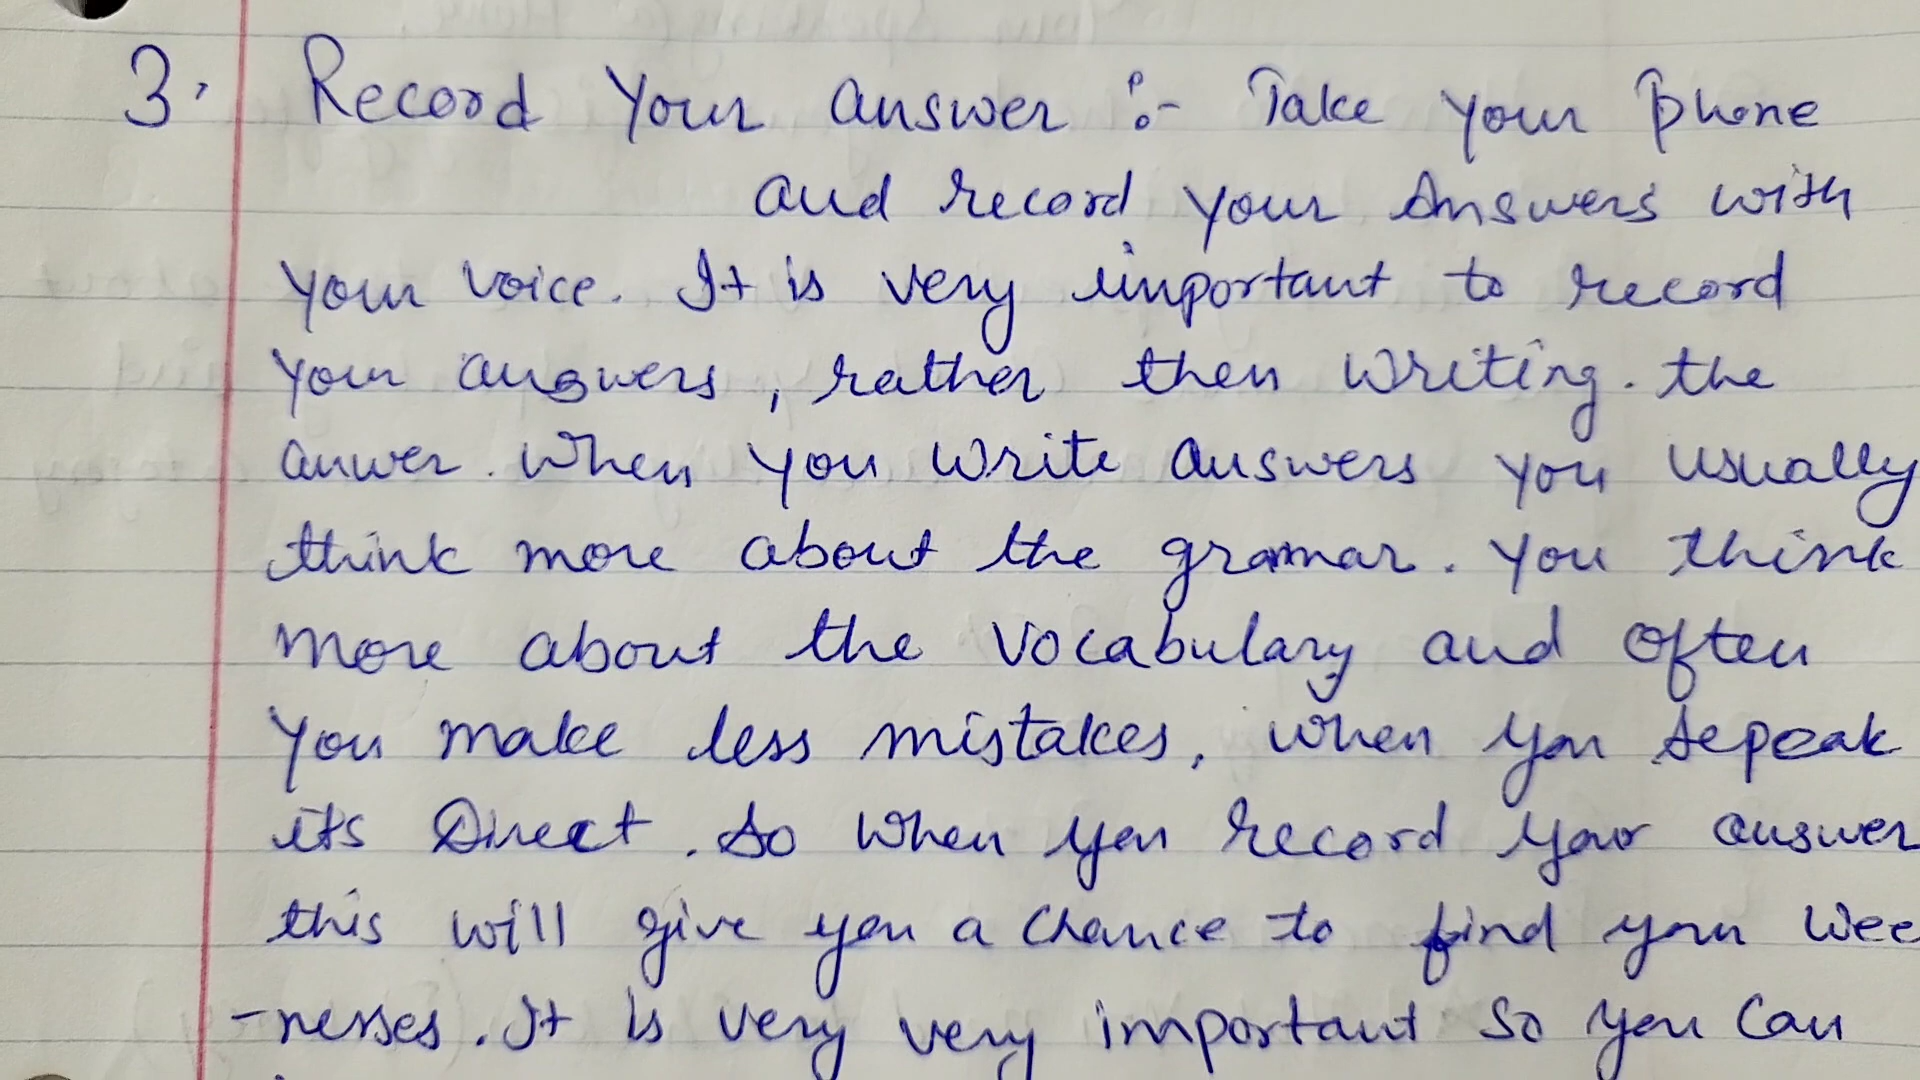 3. Record Your answer :- Take your phone
and record your Answers with
your voice. It is very important to record
your answers, rather then writing. the
anwer. When you write answers you usually
think more about the gramar. You think
more about the Vocabulary and often
You make less mistakes, when you sepeak
its Direct. So when you record your answer
this will give you a chance to find your Wee
-nesses. It is very very important so you can